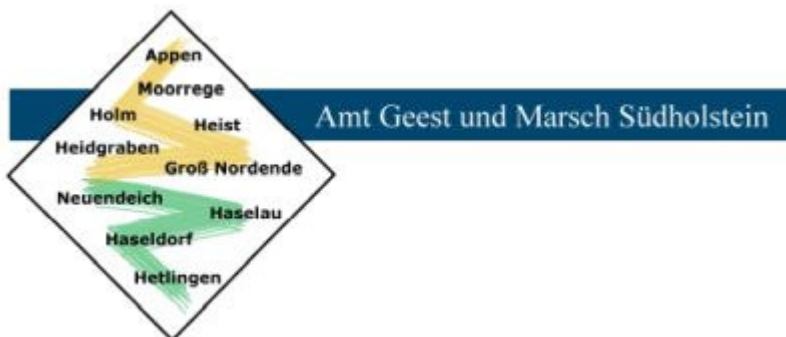 Appen
Moorrege
Holm
Heist
Heidgraben
Groß Nordende
Neuendeich
Haselau
Haseldorf
Hetlingen
Amt Geest und Marsch Südholstein